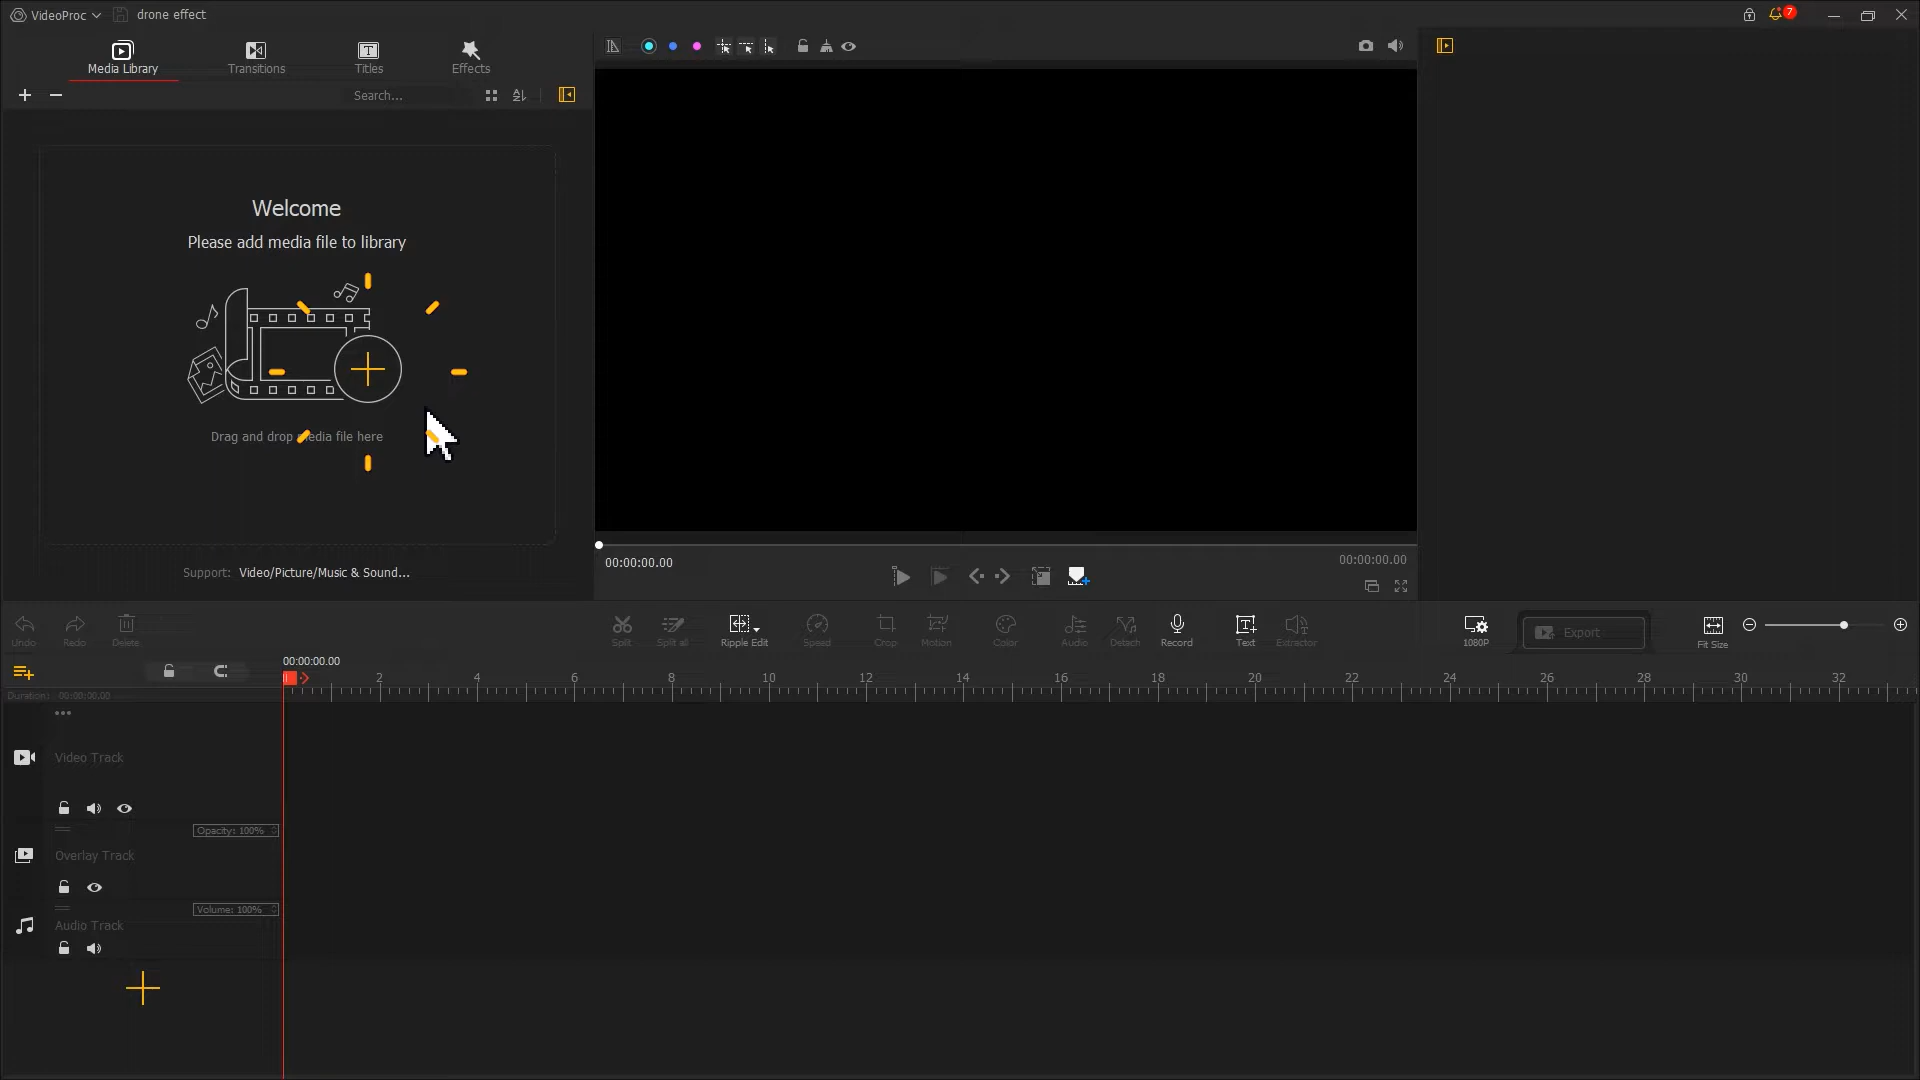 VideoProc
drone effect
7
Media Library
Transitions
Titles
Effects
Search...
Welcome
Please add media file to library
Drag and drop media file here
Support: Video/Picture/Music & Sound...
00:00:00.00
00:00:00.00
Undo
Redo
Delete
Split
Split all
Ripple Edit
Speed
Crop
Motion
Color
Audio
Detach
Record
Text
Extractor
1080P
Export
Fit Size
00:00:00.00
2 4 6 8 10 12 14 16 18 20 22 24 26 28 30 32
Duration: 00:00:00.00
Video Track
Opacity: 100%
Overlay Track
Volume: 100%
Audio Track